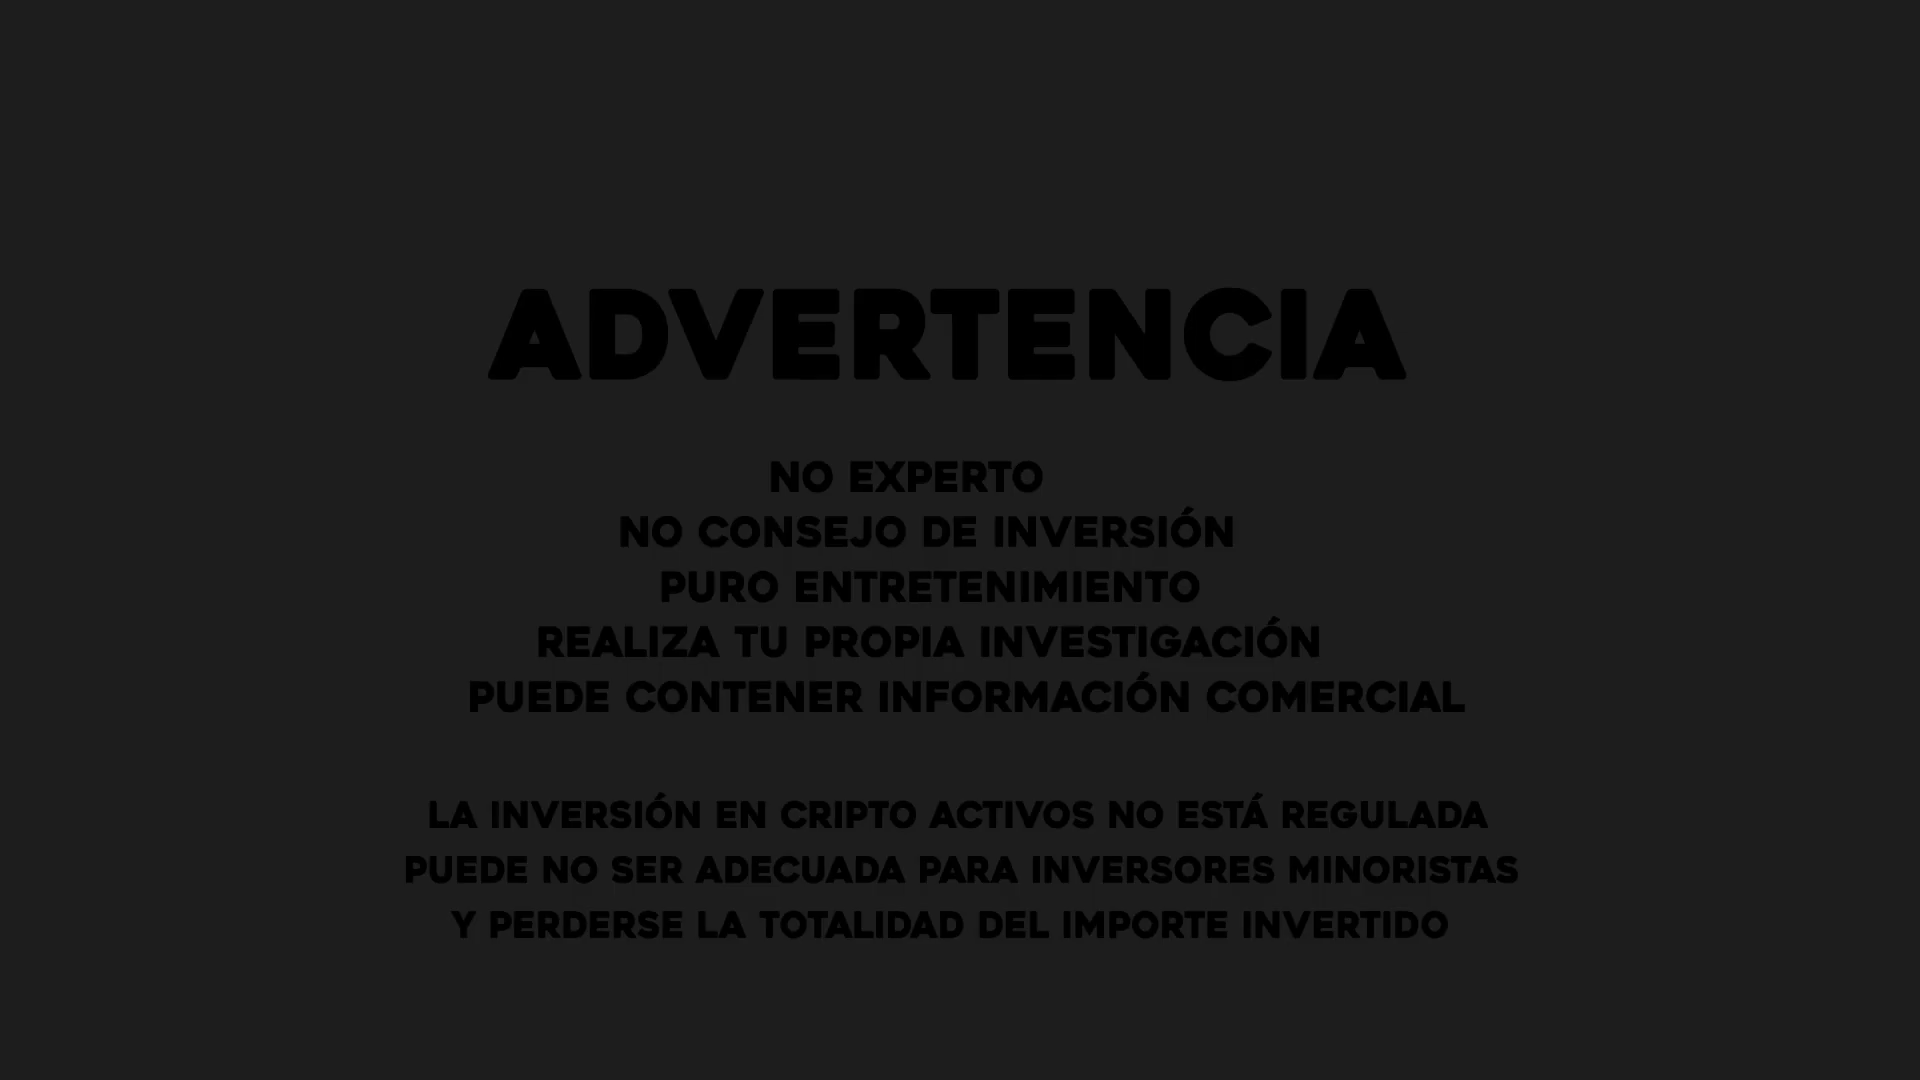 ADVERTENCIA
NO EXPERTO
NO CONSEJO DE INVERSIÓN
PURO ENTRETENIMIENTO
REALIZA TU PROPIA INVESTIGACIÓN
PUEDE CONTENER INFORMACIÓN COMERCIAL
LA INVERSIÓN EN CRIPTO ACTIVOS NO ESTÁ REGULADA
PUEDE NO SER ADECUADA PARA INVERSORES MINORISTAS
Y PERDERSE LA TOTALIDAD DEL IMPORTE INVERTIDO